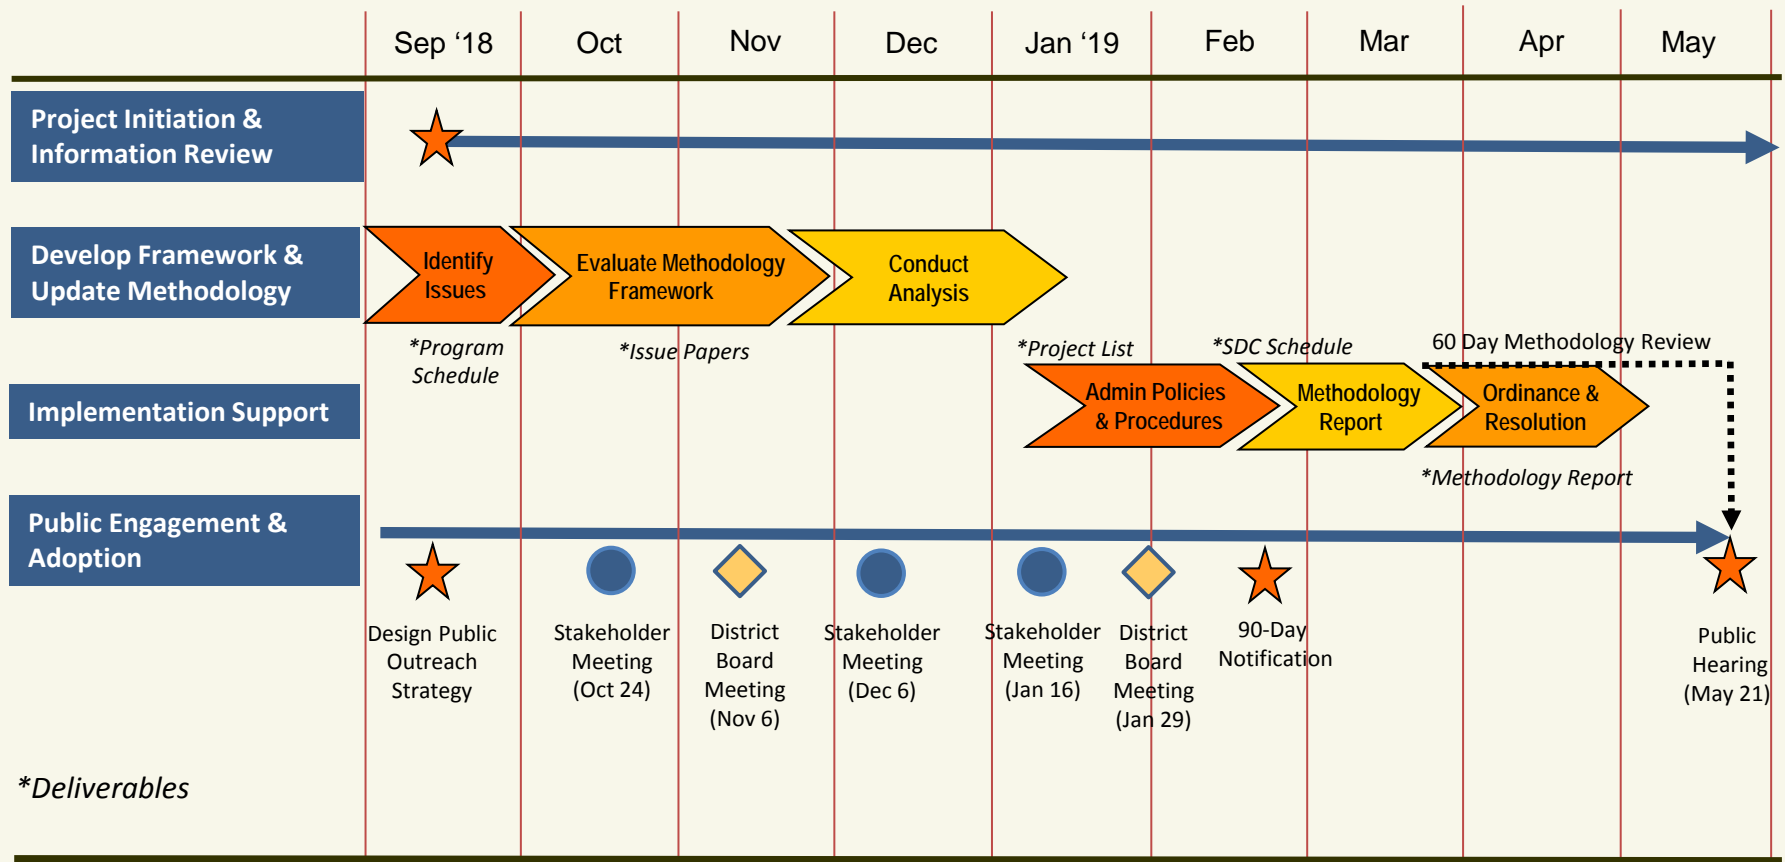 Sep ‘18
Oct
Nov
Dec
Jan ‘19
Feb
Mar
Apr
May
Project Initiation &
Information Review
Develop Framework &
Update Methodology
Identify
Issues
Evaluate Methodology
Framework
Conduct
Analysis
*Program
Schedule
*Issue Papers
*Project List
*SDC Schedule
60 Day Methodology Review
Implementation Support
Admin Policies
& Procedures
Methodology
Report
Ordinance &
Resolution
*Methodology Report
Public Engagement &
Adoption
Design Public
Outreach
Strategy
Stakeholder
Meeting
(Oct 24)
District
Board
Meeting
(Nov 6)
Stakeholder
Meeting
(Dec 6)
Stakeholder
Meeting
(Jan 16)
District
Board
Meeting
(Jan 29)
90-Day
Notification
Public
Hearing
(May 21)
*Deliverables